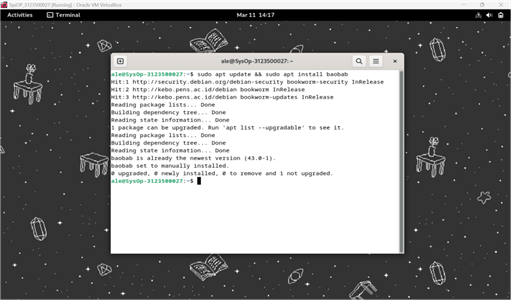 SysOP_3123500027 [Running] - Oracle VM VirtualBox
Activities Terminal Mar 11 14:17
ale@SysOp-3123500027:~
ale@SysOp-3123500027:~$ sudo apt update && sudo apt install baobab
Hit:1 http://security.debian.org/debian-security bookworm-security InRelease
Hit:2 http://kebo.pens.ac.id/debian bookworm InRelease
Hit:3 http://kebo.pens.ac.id/debian bookworm-updates InRelease
Reading package lists... Done
Building dependency tree... Done
Reading state information... Done
1 package can be upgraded. Run 'apt list --upgradable' to see it.
Reading package lists... Done
Building dependency tree... Done
Reading state information... Done
baobab is already the newest version (43.0-1).
baobab set to manually installed.
0 upgraded, 0 newly installed, 0 to remove and 1 not upgraded.
ale@SysOp-3123500027:~$